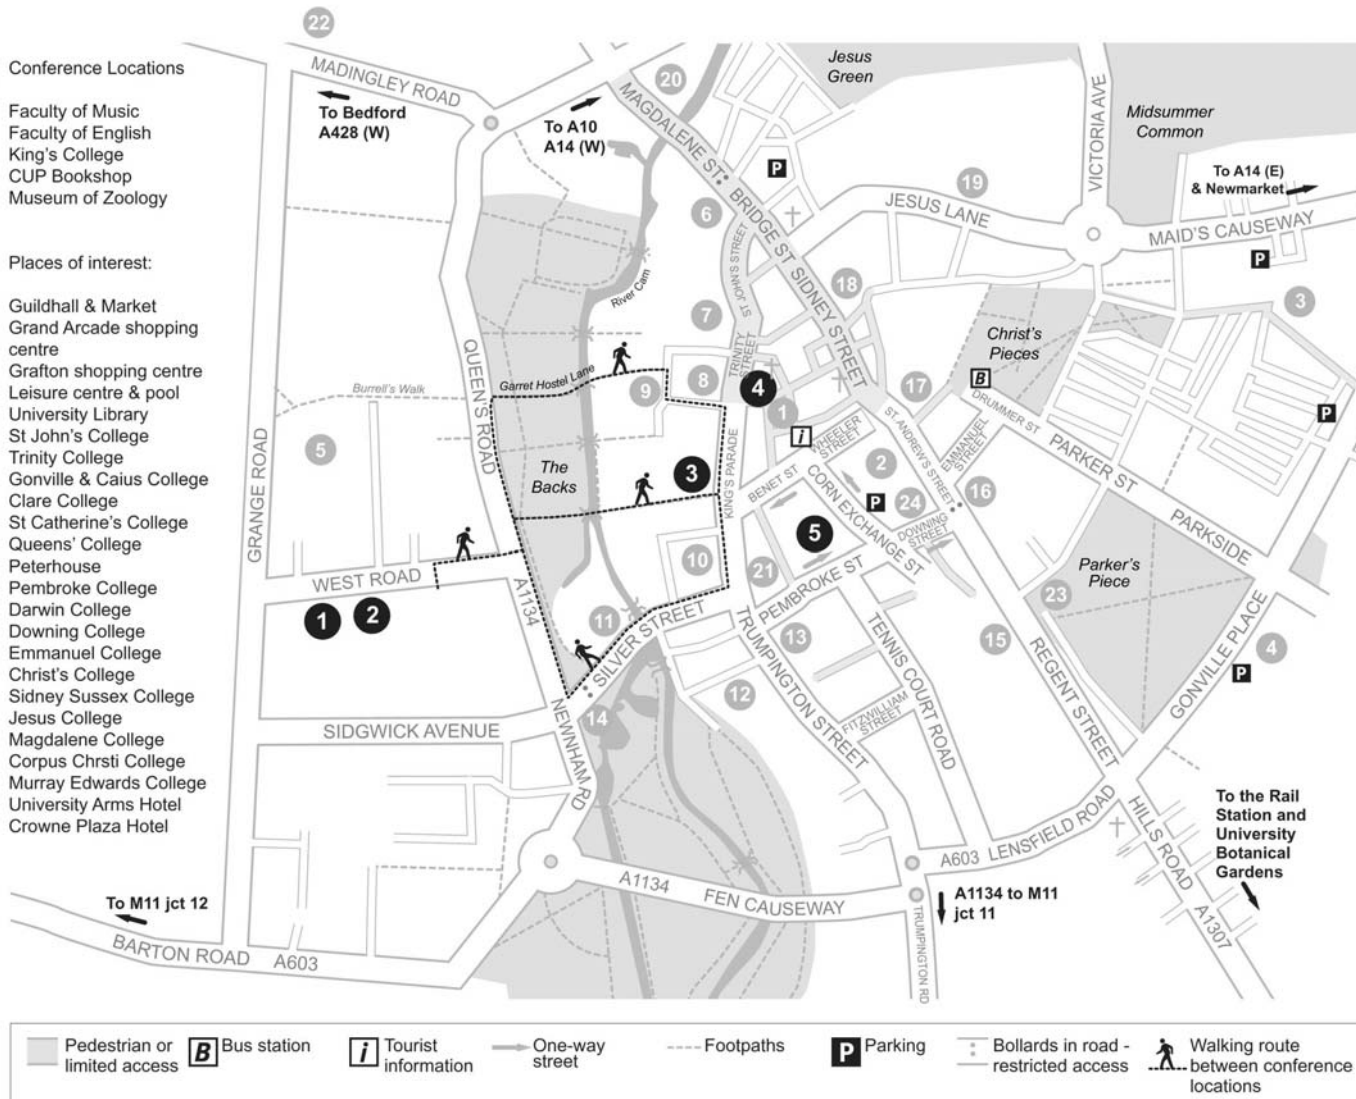 Conference Locations
Faculty of Music
Faculty of English
King's College
CUP Bookshop
Museum of Zoology
Places of interest:
Guildhall & Market
Grand Arcade shopping
centre
Grafton shopping centre
Leisure centre & pool
University Library
St John's College
Trinity College
Gonville & Caius College
Clare College
St Catherine's College
Queens' College
Peterhouse
Pembroke College
Darwin College
Downing College
Emmanuel College
Christ's College
Sidney Sussex College
Jesus College
Magdalene College
Corpus Chrsti College
Murray Edwards College
University Arms Hotel
Crowne Plaza Hotel
22
MADINGLEY ROAD
To Bedford
A428 (W)
To A10
A14 (W)
20
MAGDALENE ST
Jesus
Green
P
VICTORIA AVE
Midsummer
Common
To A14 (E)
& Newmarket
19
JESUS LANE
MAID'S CAUSEWAY
P
6
BRIDGE ST
SIDNEY STREET
ST JOHN'S STREET
River Cam
7
18
3
TRINITY
STREET
Christ's
Pieces
B
QUEEN'S ROAD
Garret Hostel Lane
Burrell's Walk
9
8
4
1
17
DRUMMER ST
P
5
GRANGE ROAD
The
Backs
3
KING'S PARADE
i
WHEELER
STREET
ST. ANDREW'S STREET
EMMANUEL
STREET
PARKER ST
PARKSIDE
BENET ST
CORN EXCHANGE ST
2
P
24
16
DOWNING
STREET
5
WEST ROAD
A1134
10
21
PEMBROKE ST
Parker's
Piece
1
2
11
SILVER STREET
13
15
23
4
P
GONVILLE PLACE
TRUMPINGTON STREET
TENNIS COURT ROAD
REGENT STREET
12
FITZWILLIAM
STREET
14
SIDGWICK AVENUE
NEWNHAM RD
To the Rail
Station and
University
Botanical
Gardens
HILLS ROAD
A1307
A603
LENSFIELD ROAD
A1134
FEN CAUSEWAY
A1134 to M11
jct 11
TRUMPINGTON RD
To M11 jct 12
BARTON ROAD
A603
Pedestrian or
limited access
B
Bus station
i
Tourist
information
One-way
street
Footpaths
P
Parking
Bollards in road -
restricted access
Walking route
between conference
locations